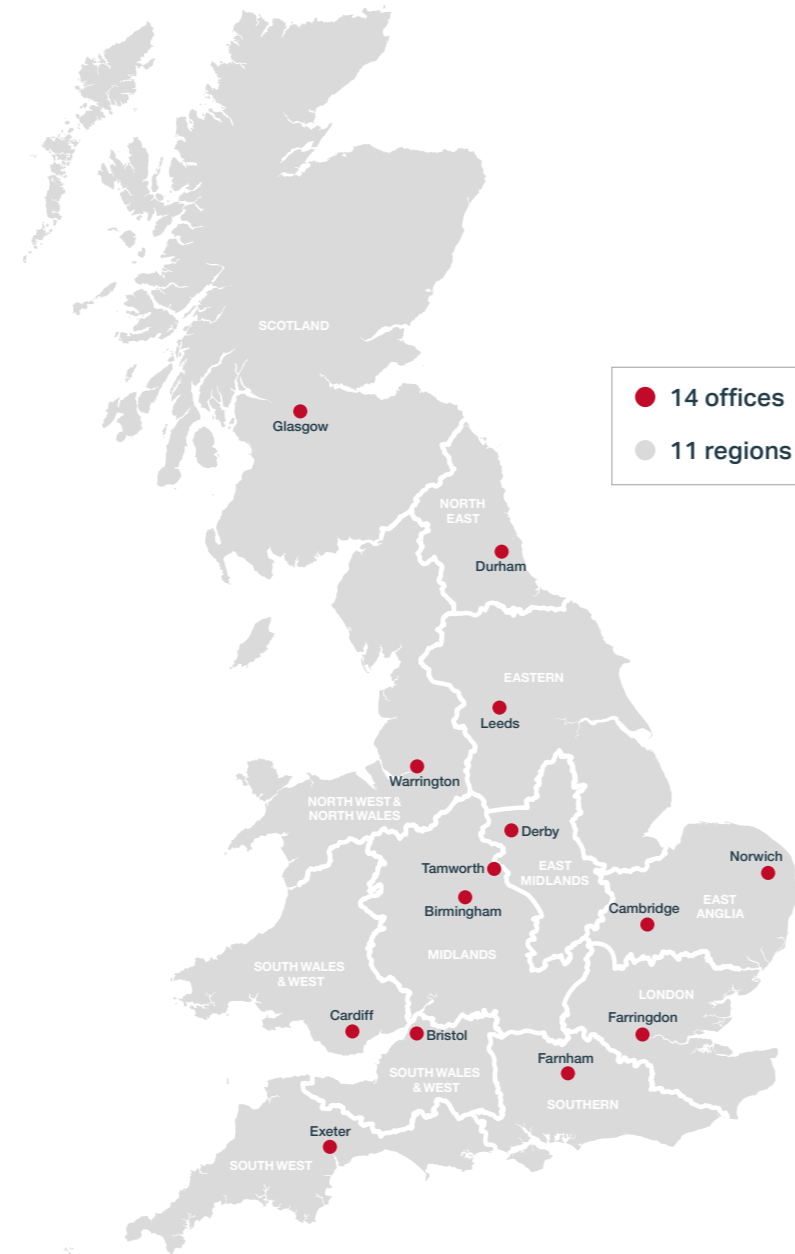 SCOTLAND
Glasgow
14 offices
11 regions
NORTH
EAST
Durham
EASTERN
Leeds
Warrington
NORTH WEST &
NORTH WALES
Derby
Tamworth
EAST
MIDLANDS
Birmingham
Norwich
EAST
ANGLIA
Cambridge
MIDLANDS
SOUTH WALES
& WEST
Cardiff
LONDON
Farringdon
Bristol
SOUTH WALES
& WEST
Farnham
SOUTHERN
Exeter
SOUTH WEST